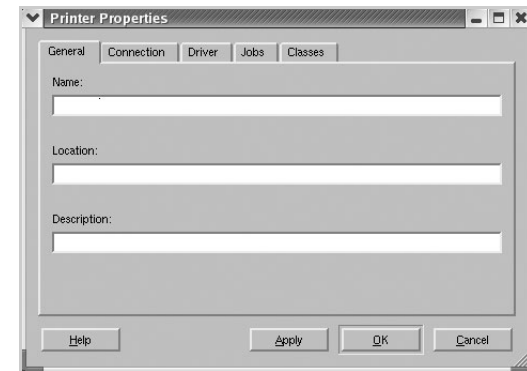 Printer Properties
General Connection Driver Jobs Classes
Name:
Location:
Description:
Help Apply OK Cancel